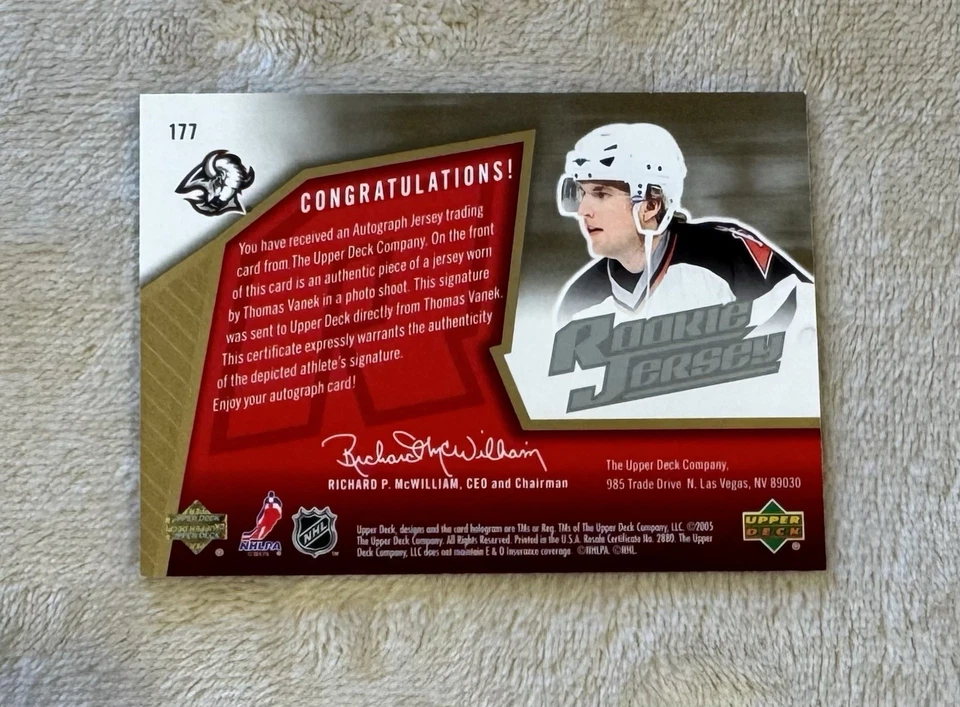 177
CONGRATULATIONS!
You have received an Autograph Jersey trading
card from The Upper Deck Company. On the front
of this card is an authentic piece of a jersey worn
by Thomas Vanek in a photo shoot. This signature
was sent to Upper Deck directly from Thomas Vanek.
This certificate expressly warrants the authenticity
of the depicted athlete's signature.
Enjoy your autograph card!
ROOKIE
JERSEY
Richard McWilliam
RICHARD P. McWILLIAM, CEO and Chairman
The Upper Deck Company,
985 Trade Drive N. Las Vegas, NV 89030
UPPER DECK
NHLPA
NHL
Upper Deck, designs and the card hologram are TMs or Reg. TMs of The Upper Deck Company, LLC. ©2005
The Upper Deck Company. All Rights Reserved. Printed in the U.S.A. Resale Certificate No. 2880. The Upper
Deck Company, LLC does not maintain E & O insurance coverage. ©NHLPA. ©NHL.
UPPER
DECK